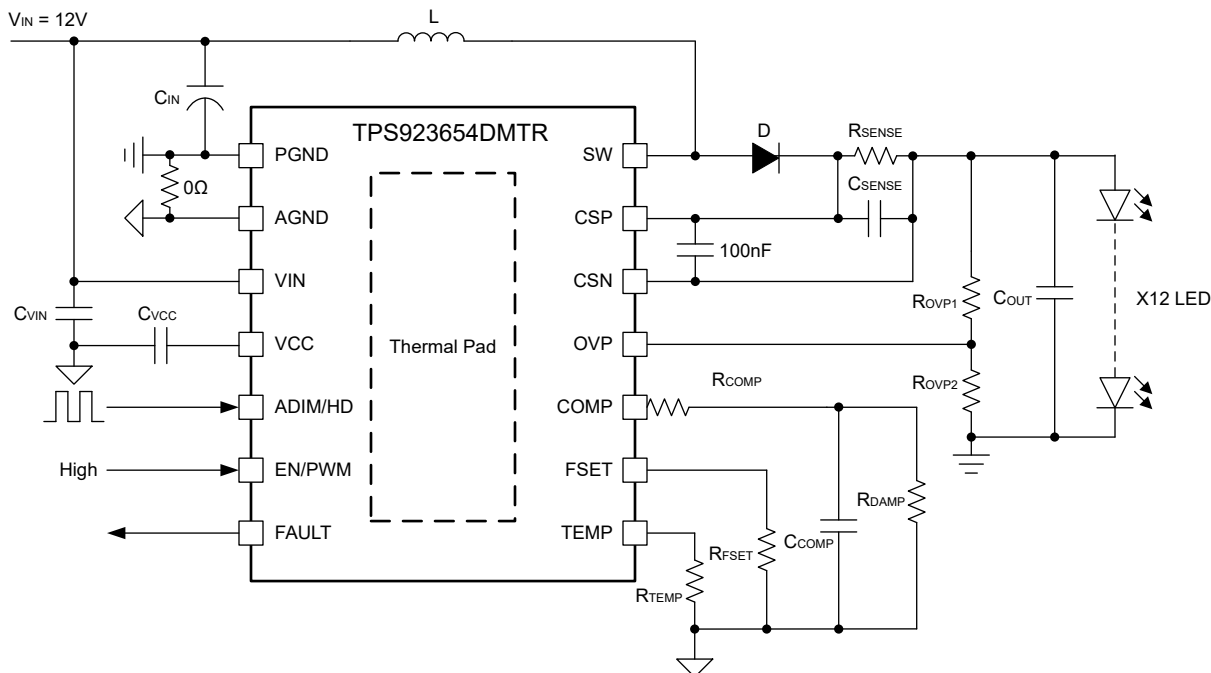 VIN = 12V
L
CIN
TPS923654DMTR
D
RSENSE
PGND
SW
0Ω
CSENSE
AGND
CSP
100nF
VIN
CSN
ROVP1
COUT
X12 LED
CVIN
CVCC
VCC
Thermal Pad
OVP
RCOMP
ROVP2
ADIM/HD
COMP
High
EN/PWM
FSET
RDAMP
FAULT
TEMP
RFSET
CCOMP
RTEMP